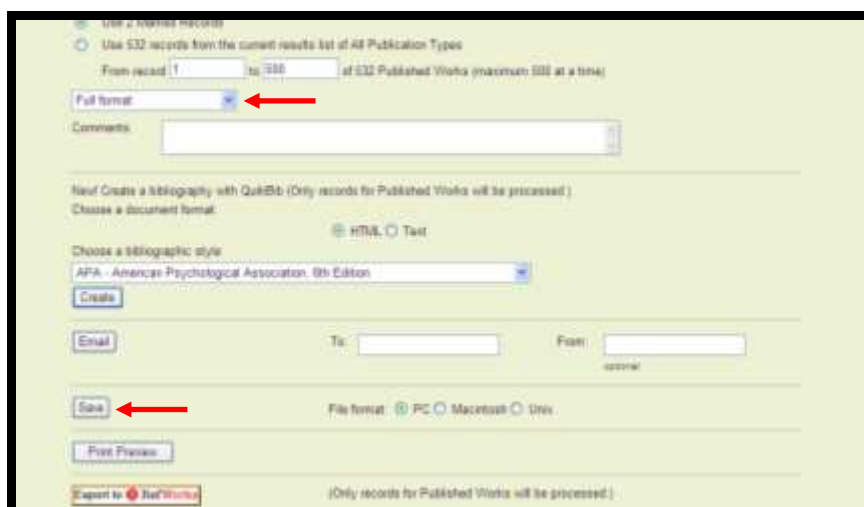 Use 2 Marked Records
Use 532 records from the current results list of All Publication Types
From record 1 to 500 of 532 Published Works (maximum 500 at a time)
Full format
Comments
New! Create a bibliography with QuikBib (Only records for Published Works will be processed.)
Choose a document format:
HTML Text
Choose a bibliographic style
APA - American Psychological Association, 6th Edition
Create
Email To: From:
optional
Save File format: PC Macintosh Unix
Print Preview
Export to RefWorks (Only records for Published Works will be processed.)